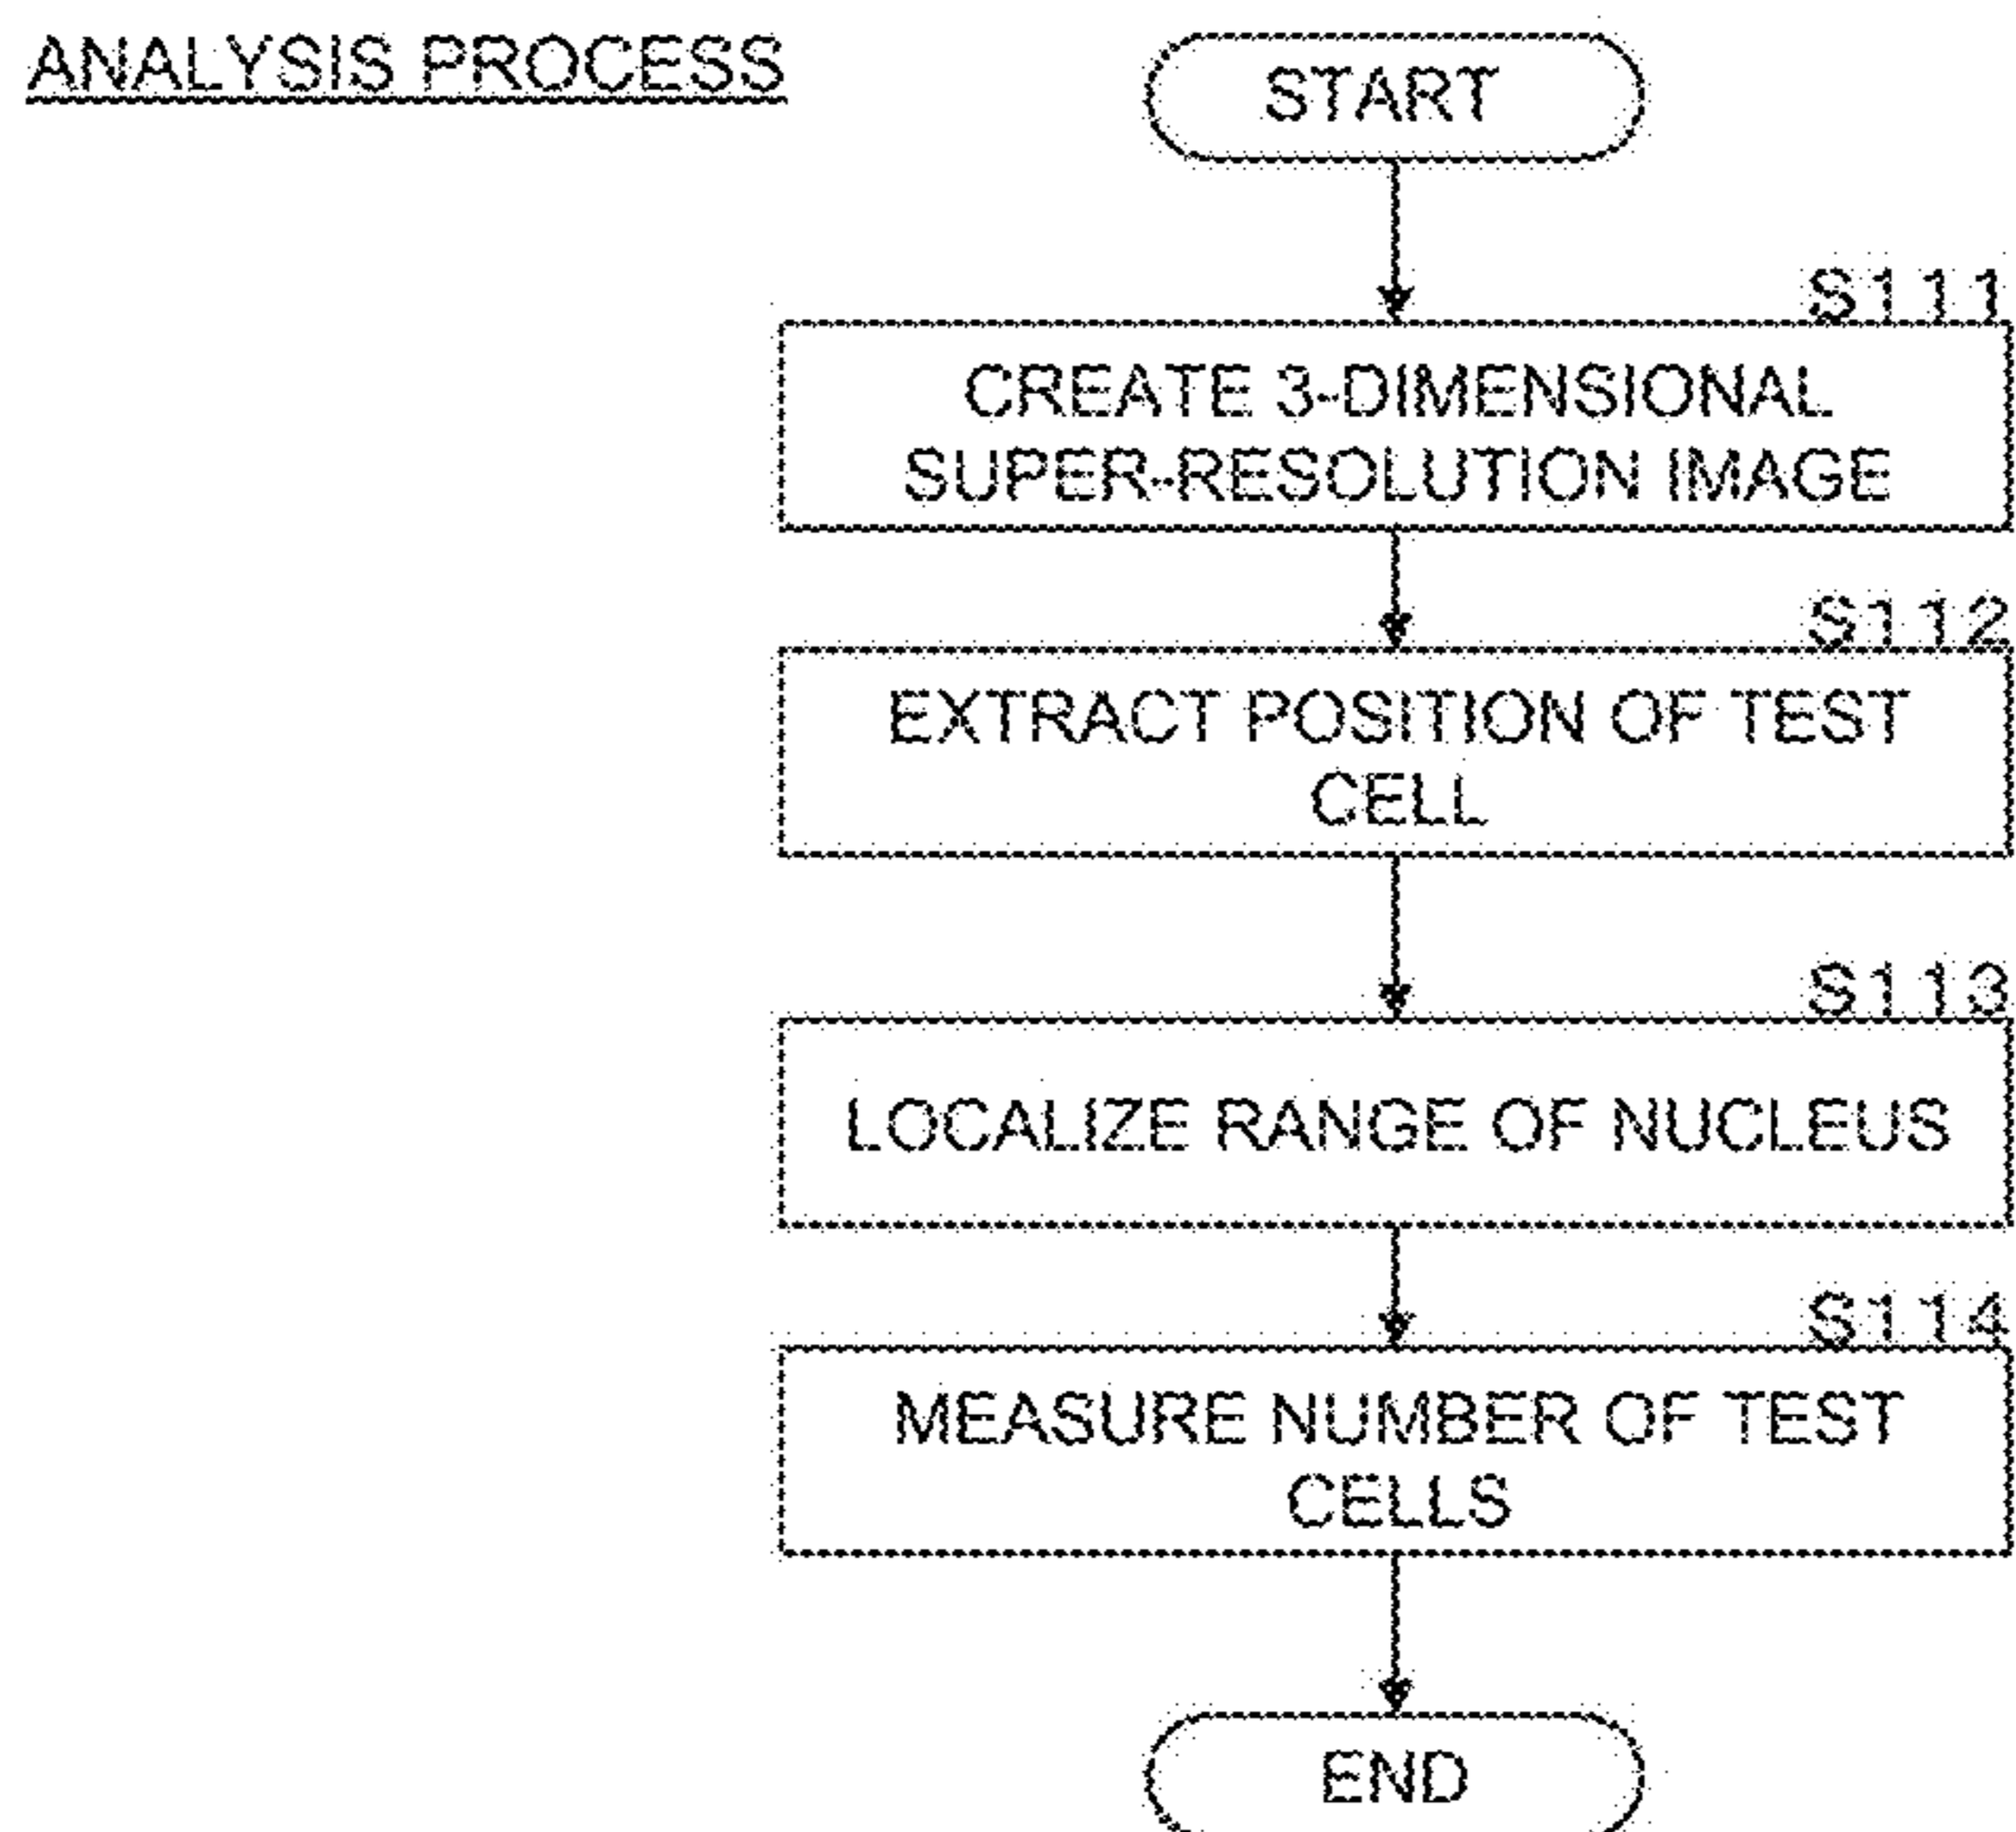 ANALYSIS PROCESS
START
S111
CREATE 3-DIMENSIONAL
SUPER-RESOLUTION IMAGE
S112
EXTRACT POSITION OF TEST
CELL
S113
LOCALIZE RANGE OF NUCLEUS
S114
MEASURE NUMBER OF TEST
CELLS
END